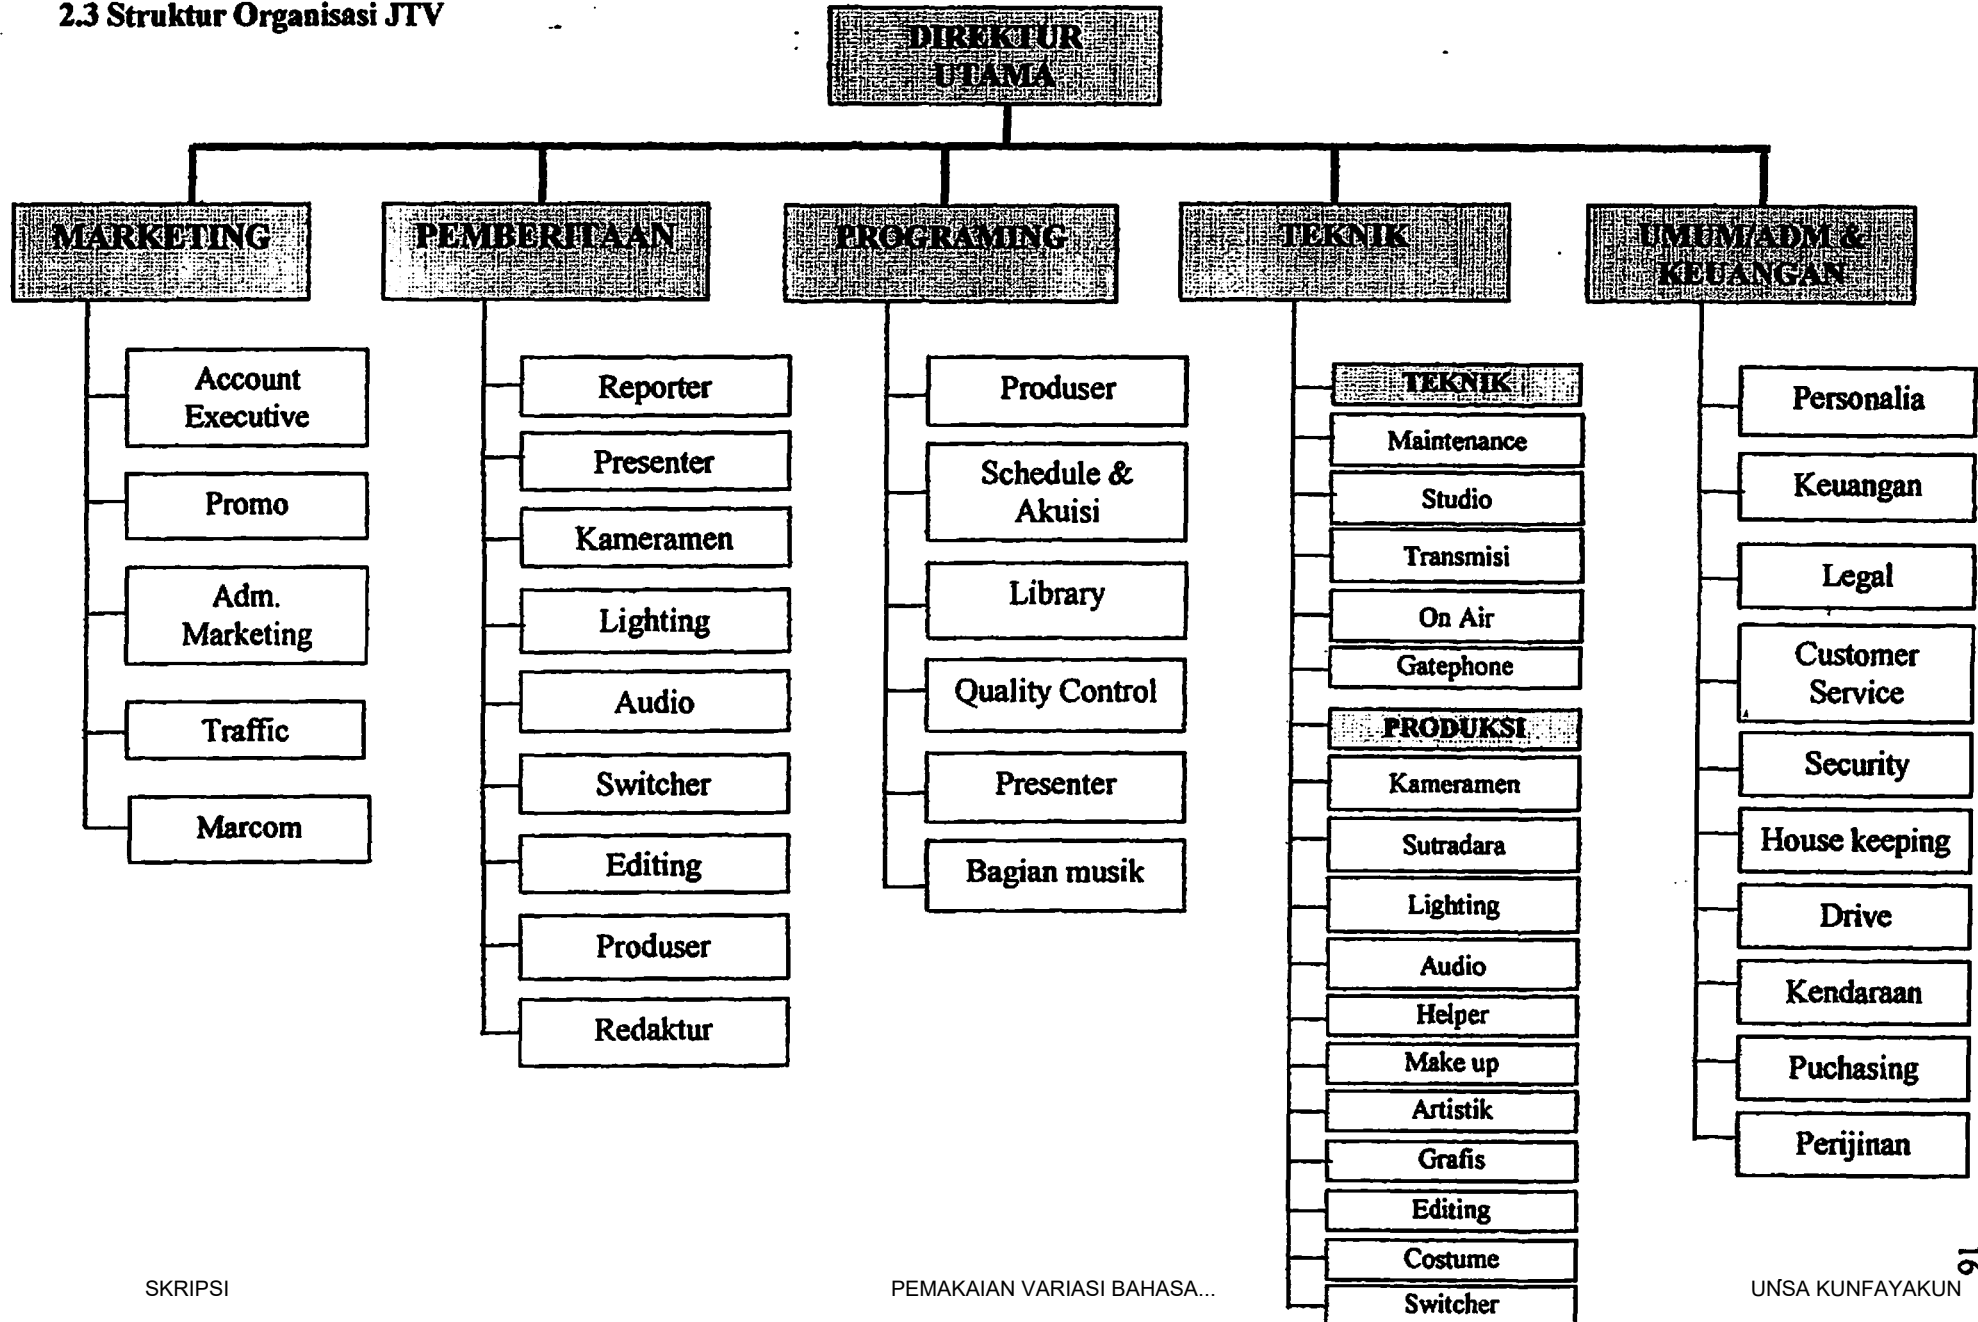 2.3 Struktur Organisasi JTV
DIREKTUR
UTAMA
MARKETING
Account
Executive
Promo
Adm.
Marketing
Traffic
Marcom
PEMBERITAAN
Reporter
Presenter
Kameramen
Lighting
Audio
Switcher
Editing
Produser
Redaktur
PROGRAMING
Produser
Schedule &
Akuisi
Library
Quality Control
Presenter
Bagian musik
TEKNIK
TEKNIK
Maintenance
Studio
Transmisi
On Air
Gatephone
PRODUKSI
Kameramen
Sutradara
Lighting
Audio
Helper
Make up
Artistik
Grafis
Editing
Costume
Switcher
UMUM/ADM &
KEUANGAN
Personalia
Keuangan
Legal
Customer
Service
Security
House keeping
Drive
Kendaraan
Puchasing
Perijinan
16
SKRIPSI
PEMAKAIAN VARIASI BAHASA...
UNSA KUNFAYAKUN